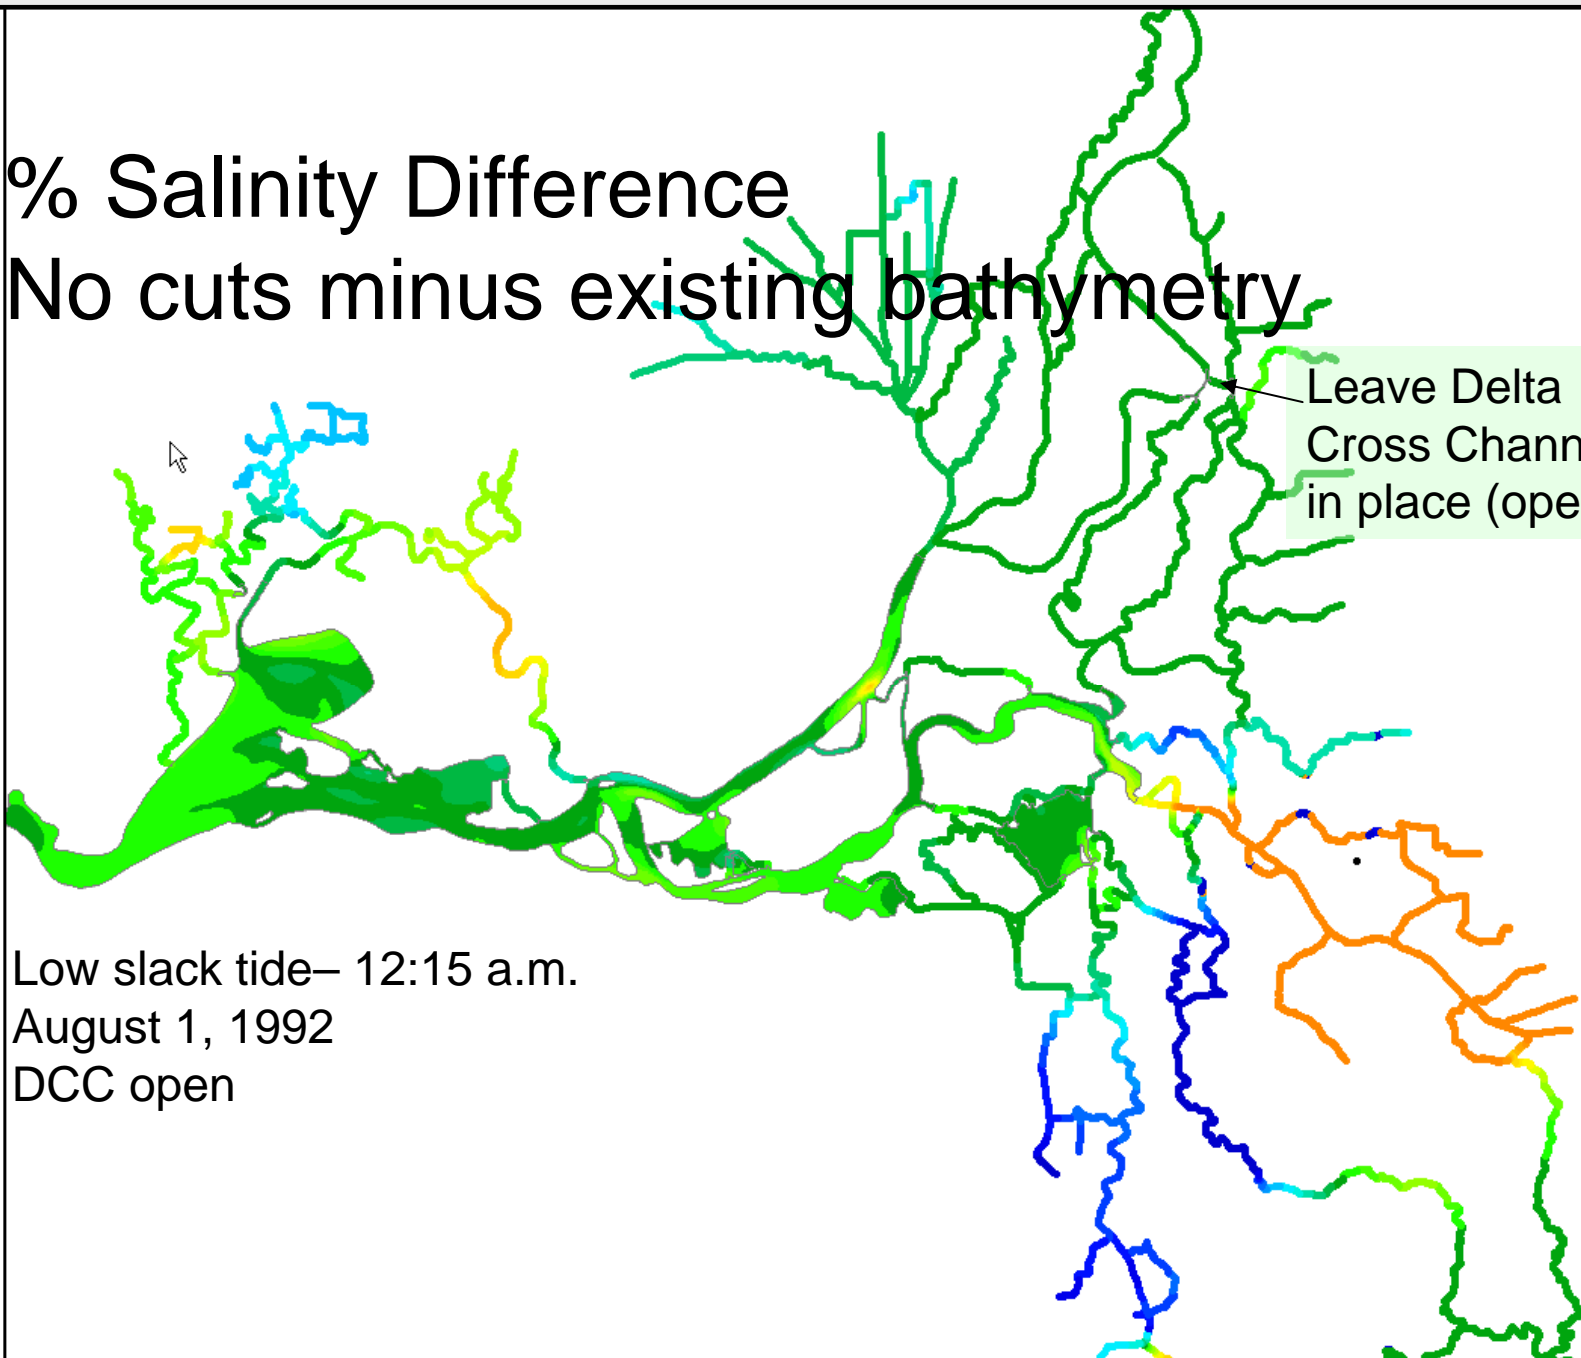 % Salinity Difference
No cuts minus existing bathymetry
Leave Delta
Cross Chann
in place (ope
Low slack tide– 12:15 a.m.
August 1, 1992
DCC open